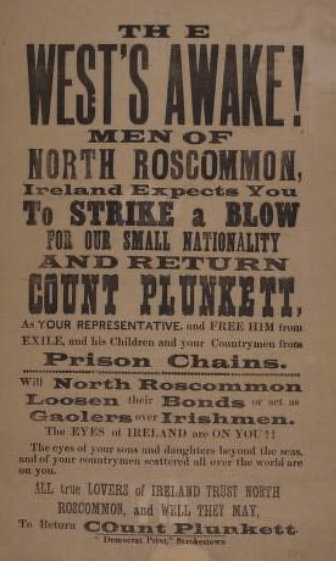 THE
WEST'S AWAKE!
MEN OF
NORTH ROSCOMMON,
Ireland Expects You
To STRIKE a BLOW
FOR OUR SMALL NATIONALITY
AND RETURN
COUNT PLUNKETT,
As YOUR REPRESENTATIVE, and FREE HIM from
EXILE, and his Children and your Countrymen from
Prison Chains.
Will North Roscommon
Loosen their Bonds or act as
Gaolers over Irishmen.
The EYES of IRELAND are ON YOU!!
The eyes of your sons and daughters beyond the seas,
and of your countrymen scattered all over the world are
on you.
ALL true LOVERS of IRELAND TRUST NORTH
ROSCOMMON, and WELL THEY MAY,
To Return COunt Plunkett.
"Democrat Print," Strokestown